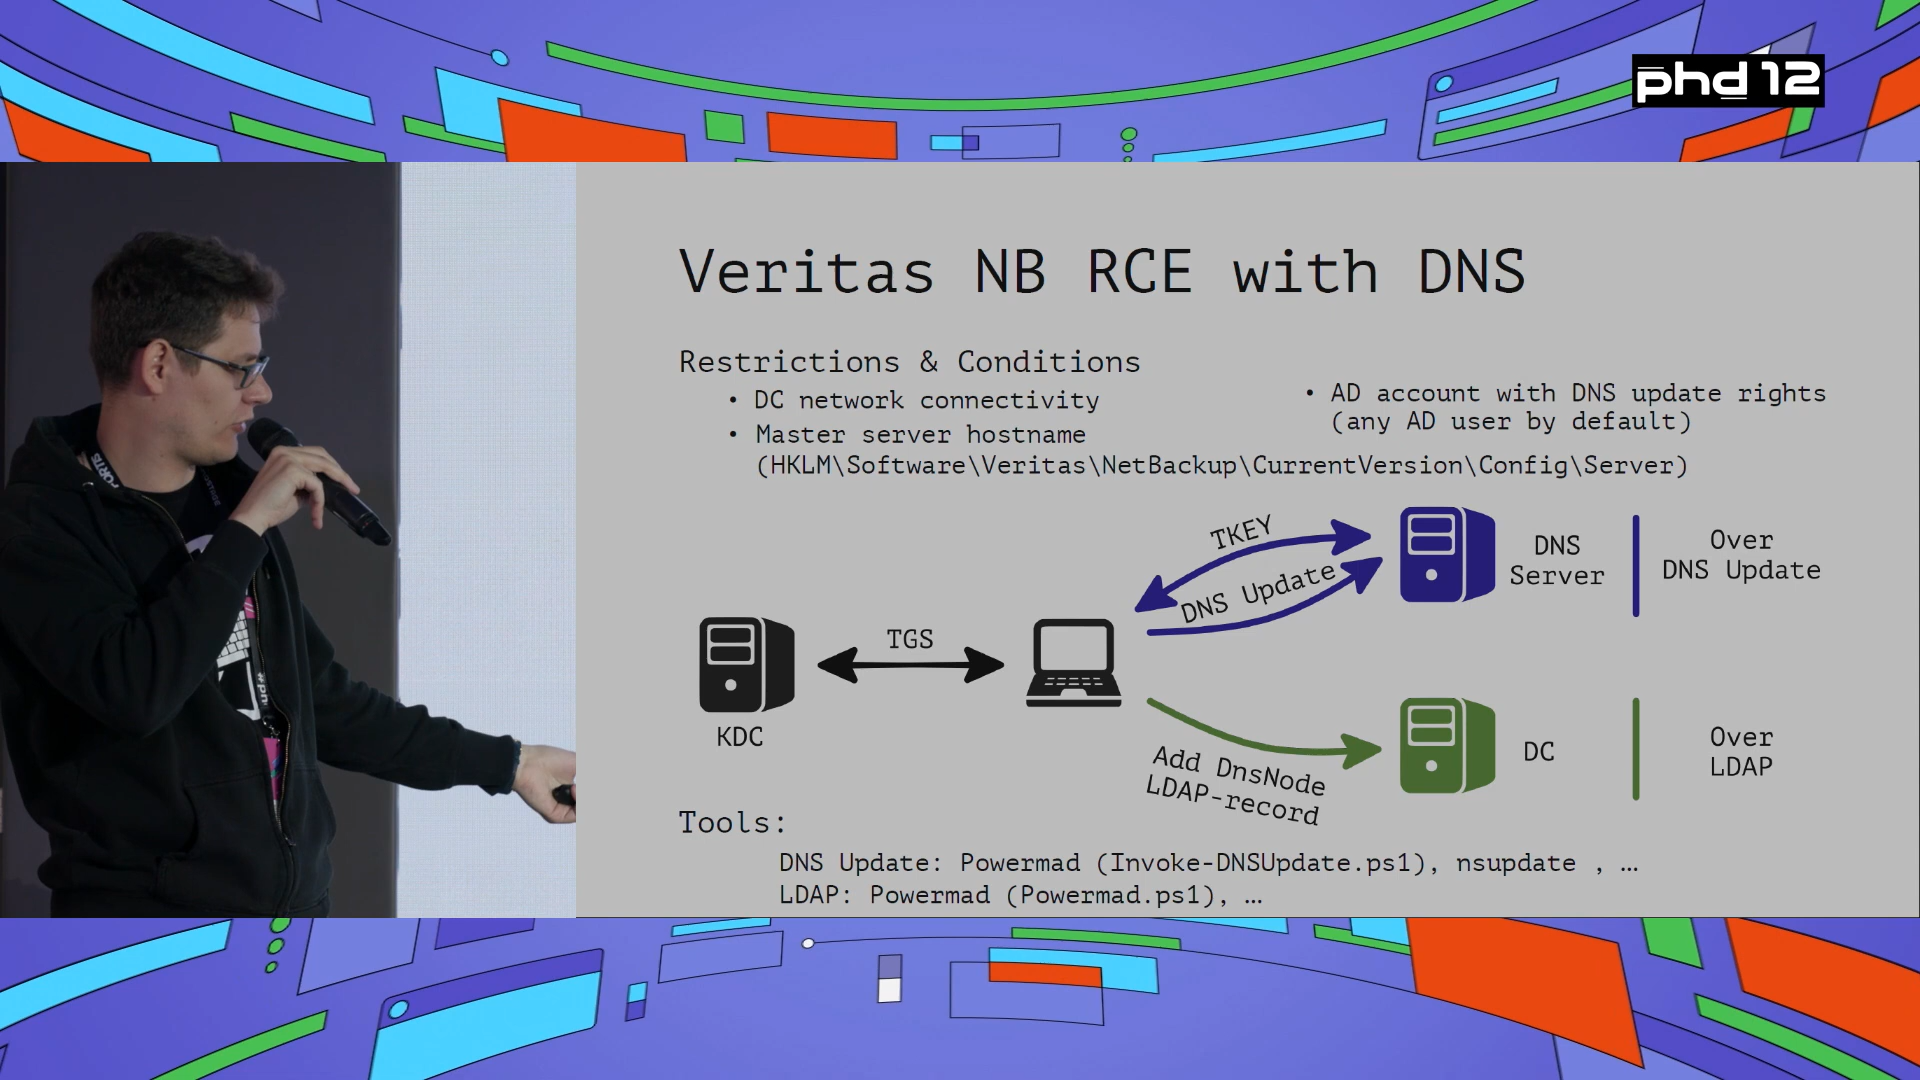 phd 12
Veritas NB RCE with DNS
Restrictions & Conditions
• DC network connectivity
• Master server hostname
(HKLM\Software\Veritas\NetBackup\CurrentVersion\Config\Server)
• AD account with DNS update rights
(any AD user by default)
TKEY
DNS Update
DNS
Server
Over
DNS Update
TGS
KDC
Add DnsNode
LDAP-record
DC
Over
LDAP
Tools:
DNS Update: Powermad (Invoke-DNSUpdate.ps1), nsupdate , …
LDAP: Powermad (Powermad.ps1), …